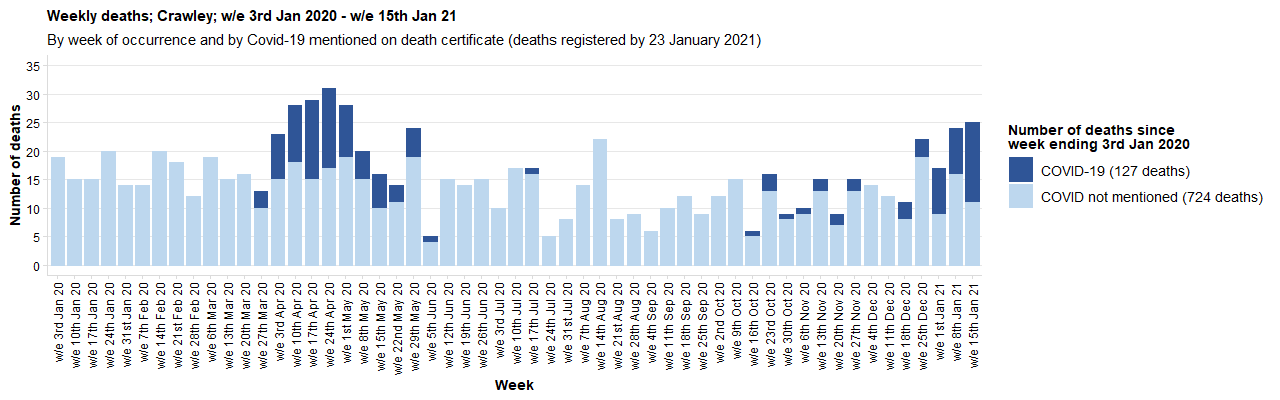 Weekly deaths; Crawley; w/e 3rd Jan 2020 - w/e 15th Jan 21
By week of occurrence and by Covid-19 mentioned on death certificate (deaths registered by 23 January 2021)
Number of deaths
35
30
25
20
15
10
5
0
w/e 3rd Jan 20
w/e 10th Jan 20
w/e 17th Jan 20
w/e 24th Jan 20
w/e 31st Jan 20
w/e 7th Feb 20
w/e 14th Feb 20
w/e 21st Feb 20
w/e 28th Feb 20
w/e 6th Mar 20
w/e 13th Mar 20
w/e 20th Mar 20
w/e 27th Mar 20
w/e 3rd Apr 20
w/e 10th Apr 20
w/e 17th Apr 20
w/e 24th Apr 20
w/e 1st May 20
w/e 8th May 20
w/e 15th May 20
w/e 22nd May 20
w/e 29th May 20
w/e 5th Jun 20
w/e 12th Jun 20
w/e 19th Jun 20
w/e 26th Jun 20
w/e 3rd Jul 20
w/e 10th Jul 20
w/e 17th Jul 20
w/e 24th Jul 20
w/e 31st Jul 20
w/e 7th Aug 20
w/e 14th Aug 20
w/e 21st Aug 20
w/e 28th Aug 20
w/e 4th Sep 20
w/e 11th Sep 20
w/e 18th Sep 20
w/e 25th Sep 20
w/e 2nd Oct 20
w/e 9th Oct 20
w/e 16th Oct 20
w/e 23rd Oct 20
w/e 30th Oct 20
w/e 6th Nov 20
w/e 13th Nov 20
w/e 20th Nov 20
w/e 27th Nov 20
w/e 4th Dec 20
w/e 11th Dec 20
w/e 18th Dec 20
w/e 25th Dec 20
w/e 1st Jan 21
w/e 8th Jan 21
w/e 15th Jan 21
Week
Number of deaths since
week ending 3rd Jan 2020
COVID-19 (127 deaths)
COVID not mentioned (724 deaths)